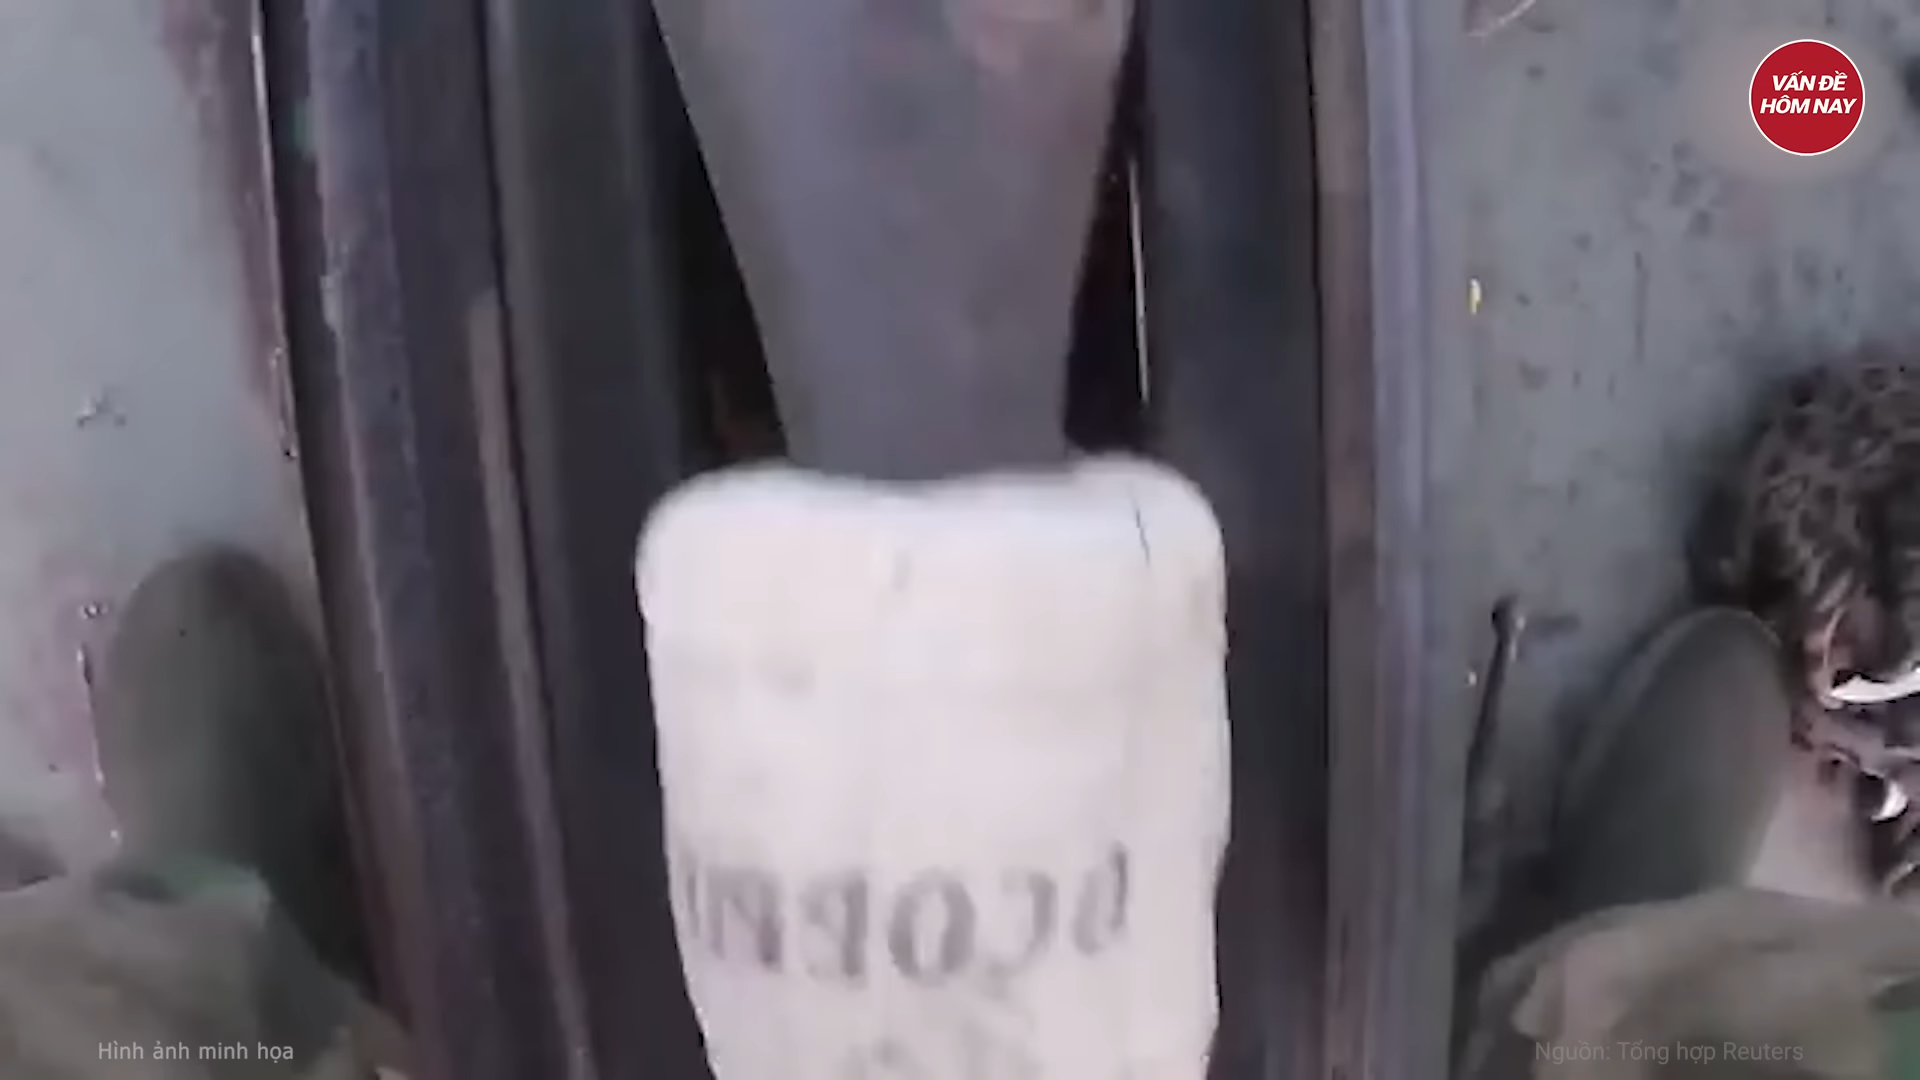 VẤN ĐỀ
HÔM NAY
Hình ảnh minh họa
Nguồn: Tổng hợp Reuters